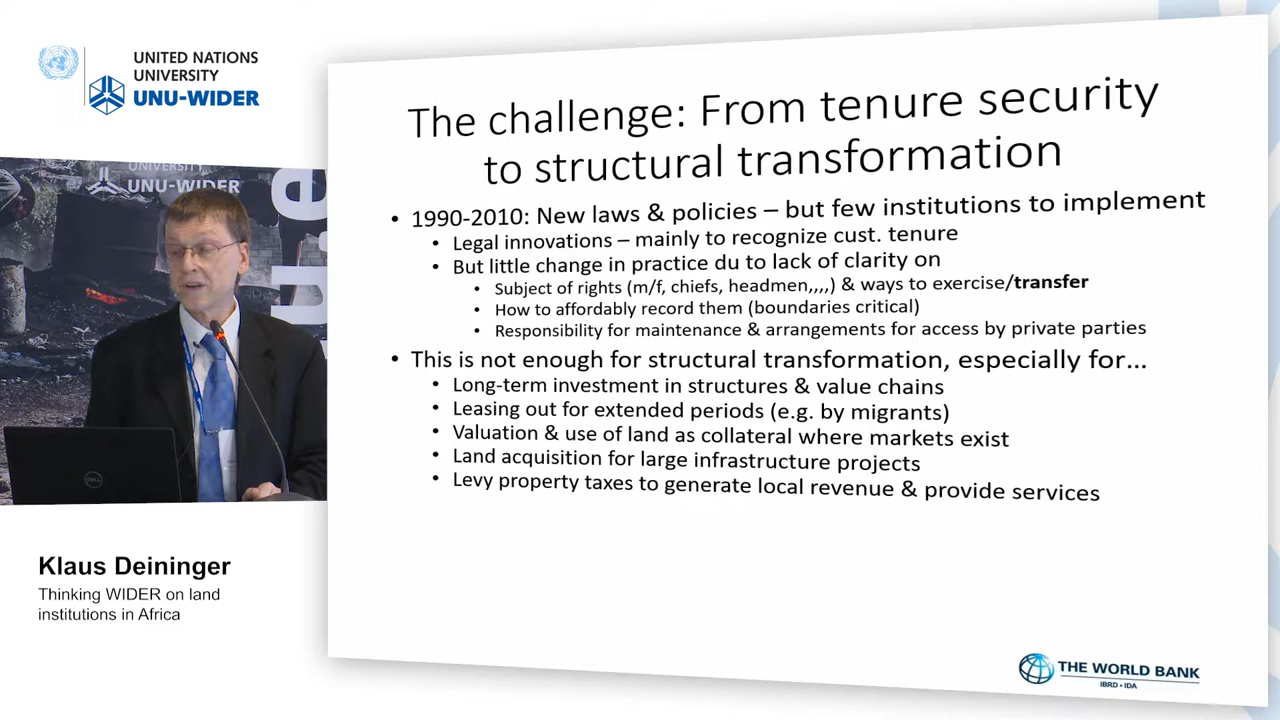 UNITED NATIONS
UNIVERSITY
UNU-WIDER
UNIVERSITY
UNU-WIDER
u.e
DELL
Klaus Deininger
Thinking WIDER on land
institutions in Africa
The challenge: From tenure security
to structural transformation
• 1990-2010: New laws & policies – but few institutions to implement
• Legal innovations – mainly to recognize cust. tenure
• But little change in practice du to lack of clarity on
• Subject of rights (m/f, chiefs, headmen,,,,) & ways to exercise/transfer
• How to affordably record them (boundaries critical)
• Responsibility for maintenance & arrangements for access by private parties
• This is not enough for structural transformation, especially for...
• Long-term investment in structures & value chains
• Leasing out for extended periods (e.g. by migrants)
• Valuation & use of land as collateral where markets exist
• Land acquisition for large infrastructure projects
• Levy property taxes to generate local revenue & provide services
THE WORLD BANK
IBRD • IDA